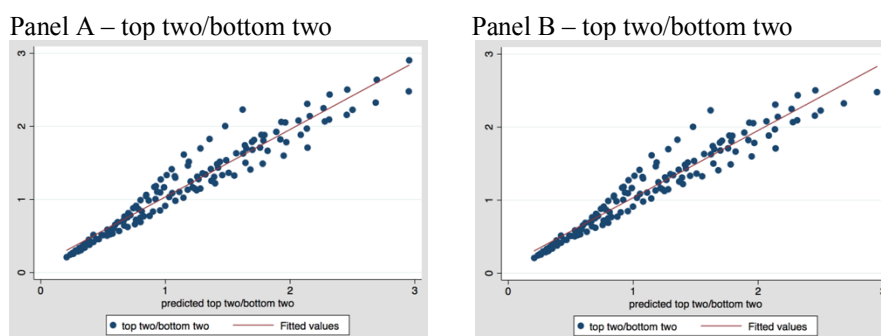 Panel A – top two/bottom two
3
2
1
0
0 1 2 3
predicted top two/bottom two
top two/bottom two Fitted values
Panel B – top two/bottom two
3
2
1
0
0 1 2 3
predicted top two/bottom two
top two/bottom two Fitted values